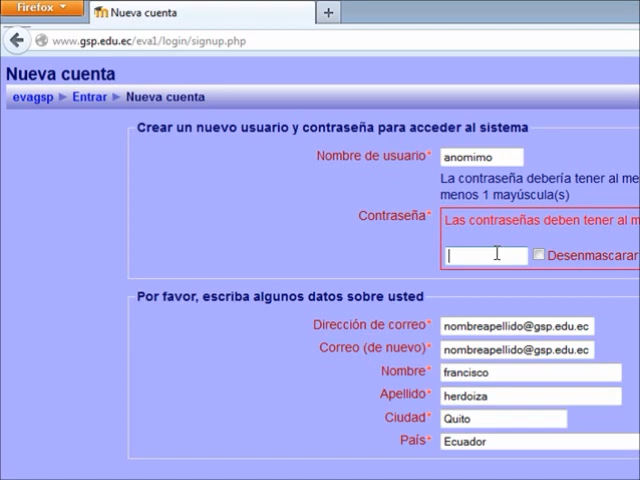 Firefox
Nueva cuenta
www.gsp.edu.ec/eva1/login/signup.php
Nueva cuenta
evagsp ► Entrar ► Nueva cuenta
Crear un nuevo usuario y contraseña para acceder al sistema
Nombre de usuario* anomimo
La contraseña debería tener al me
menos 1 mayúscula(s)
Contraseña* Las contraseñas deben tener al m
Desenmascarar
Por favor, escriba algunos datos sobre usted
Dirección de correo* nombreapellido@gsp.edu.ec
Correo (de nuevo)* nombreapellido@gsp.edu.ec
Nombre* francisco
Apellido* herdoiza
Ciudad* Quito
País* Ecuador